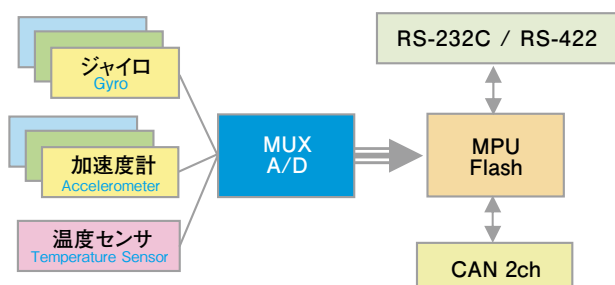 ジャイロ
Gyro
加速度計
Accelerometer
温度センサ
Temperature Sensor
MUX
A/D
RS-232C / RS-422
MPU
Flash
CAN 2ch